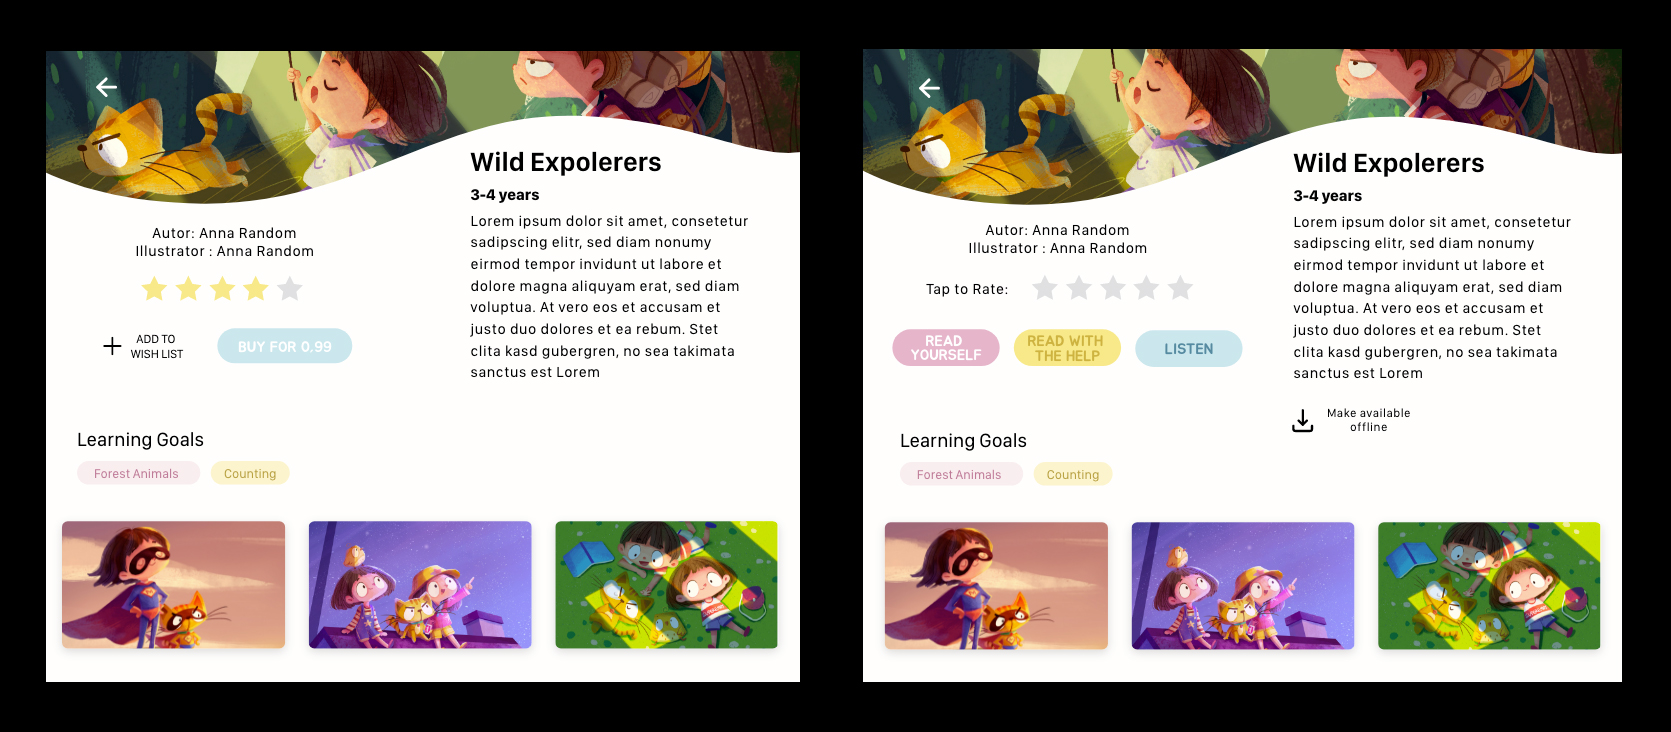 Wild Expolerers
3-4 years
Lorem ipsum dolor sit amet, consetetur
sadipscing elitr, sed diam nonumy
eirmod tempor invidunt ut labore et
dolore magna aliquyam erat, sed diam
voluptua. At vero eos et accusam et
justo duo dolores et ea rebum. Stet
clita kasd gubergren, no sea takimata
sanctus est Lorem
Autor: Anna Random
Illustrator : Anna Random
ADD TO
WISH LIST
BUY FOR 0.99
Learning Goals
Forest Animals
Counting
Wild Expolerers
3-4 years
Lorem ipsum dolor sit amet, consetetur
sadipscing elitr, sed diam nonumy
eirmod tempor invidunt ut labore et
dolore magna aliquyam erat, sed diam
voluptua. At vero eos et accusam et
justo duo dolores et ea rebum. Stet
clita kasd gubergren, no sea takimata
sanctus est Lorem
Autor: Anna Random
Illustrator : Anna Random
Tap to Rate:
READ
YOURSELF
READ WITH
THE HELP
LISTEN
Make available
offline
Learning Goals
Forest Animals
Counting